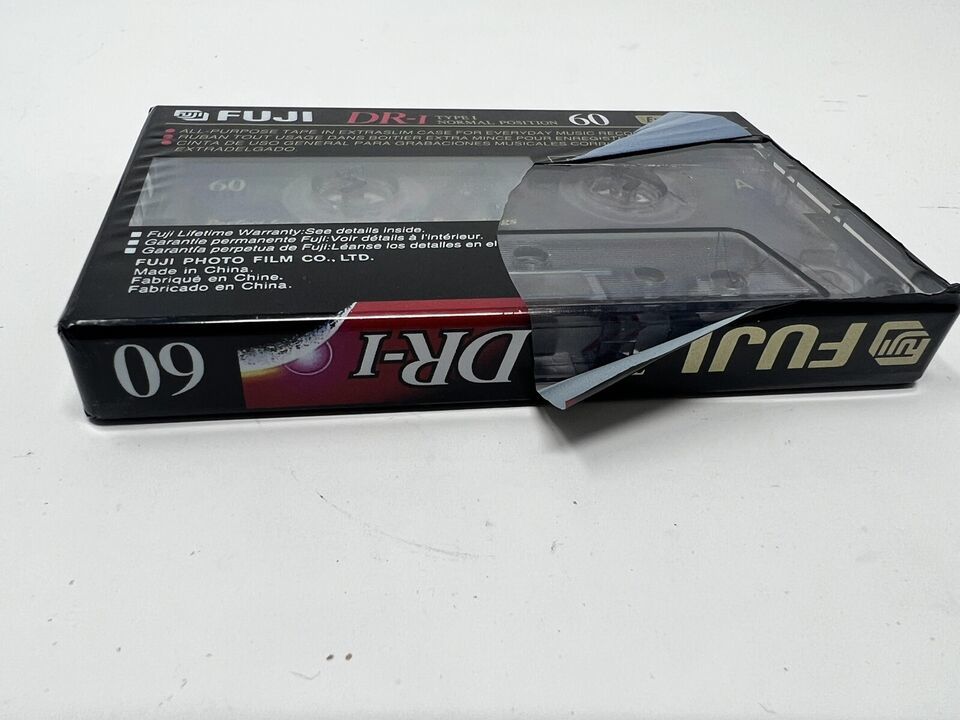 FUJI DR-I TYPE I NORMAL POSITION 60
ALL-PURPOSE TAPE IN EXTRASLIM CASE FOR EVERYDAY MUSIC
RUBAN TOUT USAGE DANS BOITIER EXTRA MINCE POUR
CINTA DE USO GENERAL PARA GRABACIONES MUSICALES
EXTRADELGADO.
60
A
Fuji Lifetime Warranty:See details inside.
Garantie permanente Fuji:Voir détails à l'intérieur.
Garantía perpetua de Fuji:Léanse los detalles en el
FUJI PHOTO FILM CO., LTD.
Made in China.
Fabriqué en Chine.
Fabricado en China.
60 DR-I FUJI